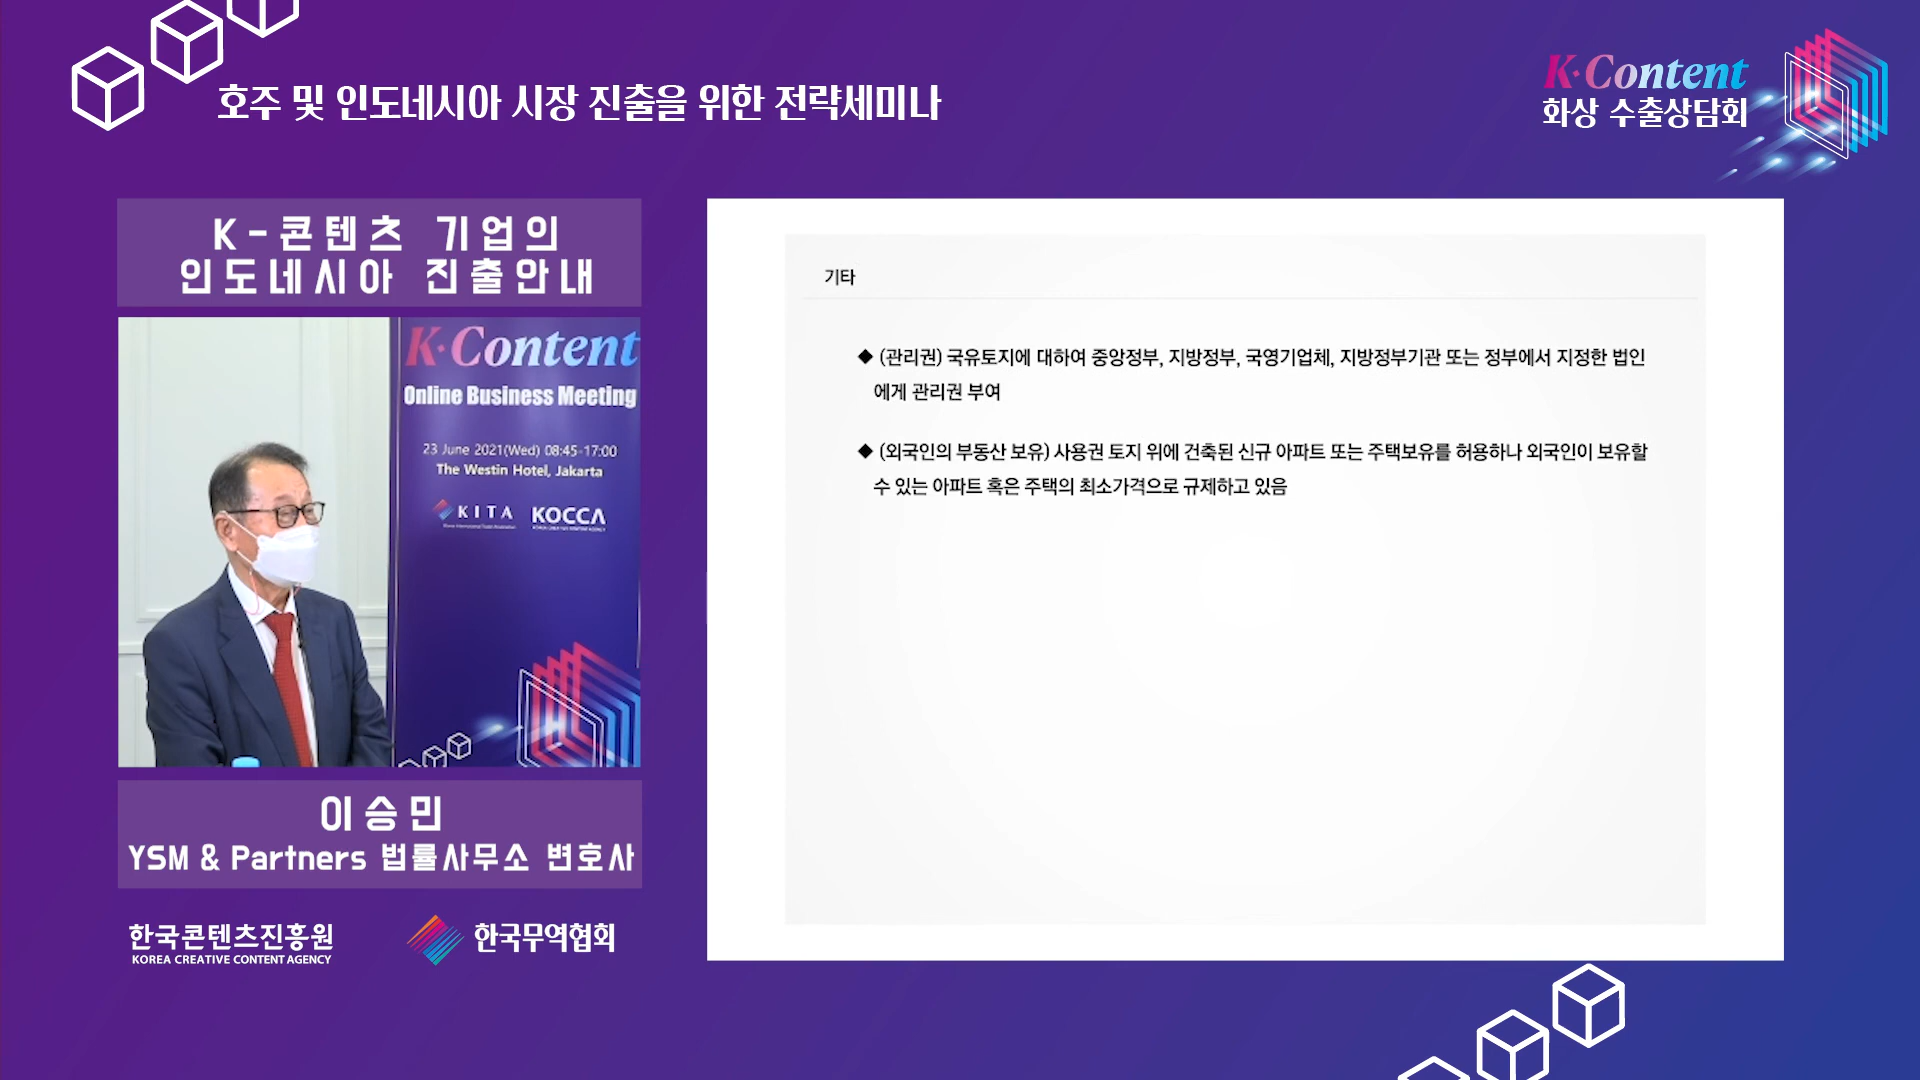 호주 및 인도네시아 시장 진출을 위한 전략세미나
K·Content
화상 수출상담회
K-콘텐츠 기업의
인도네시아 진출안내
K·Content
Online Business Meeting
23 June 2021(Wed) 08:45-17:00
The Westin Hotel, Jakarta
KITA
KOCCA
이승민
YSM & Partners 법률사무소 변호사
한국콘텐츠진흥원
KOREA CREATIVE CONTENT AGENCY
한국무역협회
기타
◆ (관리권) 국유토지에 대하여 중앙정부, 지방정부, 국영기업체, 지방정부기관 또는 정부에서 지정한 법인
에게 관리권 부여
◆ (외국인의 부동산 보유) 사용권 토지 위에 건축된 신규 아파트 또는 주택보유를 허용하나 외국인이 보유할
수 있는 아파트 혹은 주택의 최소가격으로 규제하고 있음